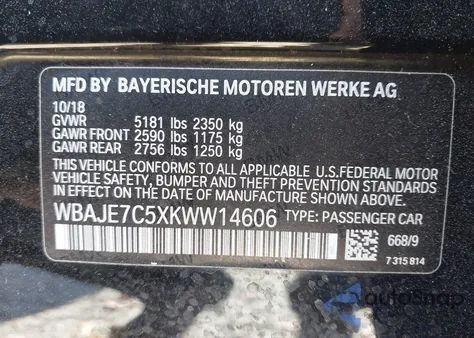 MFD BY BAYERISCHE MOTOREN WERKE AG
10/18
GVWR 5181 lbs 2350 kg
GAWR FRONT 2590 lbs 1175 kg
GAWR REAR 2756 lbs 1250 kg
THIS VEHICLE CONFORMS TO ALL APPLICABLE U.S.FEDERAL MOTOR
VEHICLE SAFETY, BUMPER AND THEFT PREVENTION STANDARDS
IN EFFECT ON THE DATE OF MANUFACTURE SHOWN ABOVE.
WBAJE7C5XKWW14606 TYPE: PASSENGER CAR
668/9
7 315 814
AutoSnap